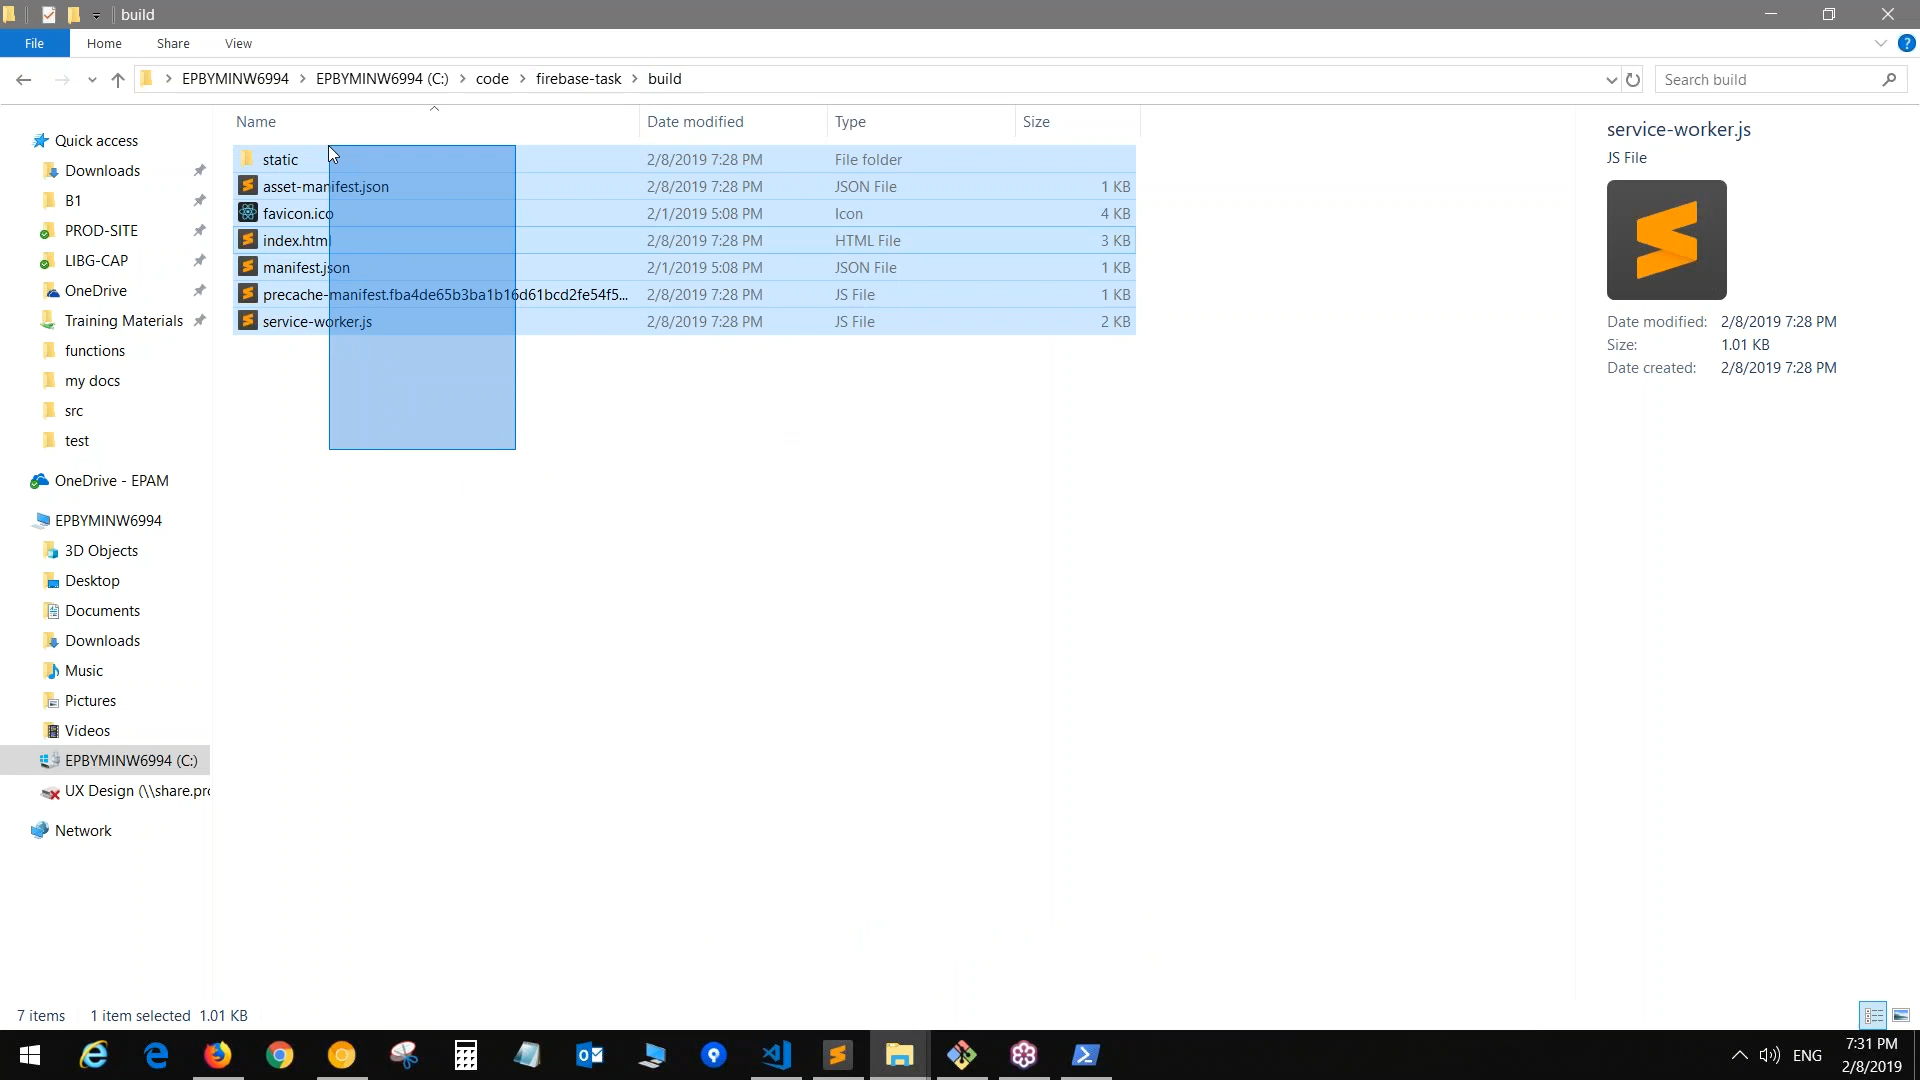 build
File
Home
Share
View
EPBYMINW6994
EPBYMINW6994 (C:)
code
firebase-task
build
Search build
Name
Date modified
Type
Size
static
2/8/2019 7:28 PM
File folder
asset-manifest.json
2/8/2019 7:28 PM
JSON File
1 KB
favicon.ico
2/1/2019 5:08 PM
Icon
4 KB
index.html
2/8/2019 7:28 PM
HTML File
3 KB
manifest.json
2/1/2019 5:08 PM
JSON File
1 KB
precache-manifest.fba4de65b3ba1b16d61bcd2fe54f5...
2/8/2019 7:28 PM
JS File
1 KB
service-worker.js
2/8/2019 7:28 PM
JS File
2 KB
Quick access
Downloads
B1
PROD-SITE
LIBG-CAP
OneDrive
Training Materials
functions
my docs
src
test
OneDrive - EPAM
EPBYMINW6994
3D Objects
Desktop
Documents
Downloads
Music
Pictures
Videos
EPBYMINW6994 (C:)
UX Design (\\share.pro
Network
service-worker.js
JS File
Date modified: 2/8/2019 7:28 PM
Size: 1.01 KB
Date created: 2/8/2019 7:28 PM
7 items
1 item selected 1.01 KB
ENG
7:31 PM
2/8/2019